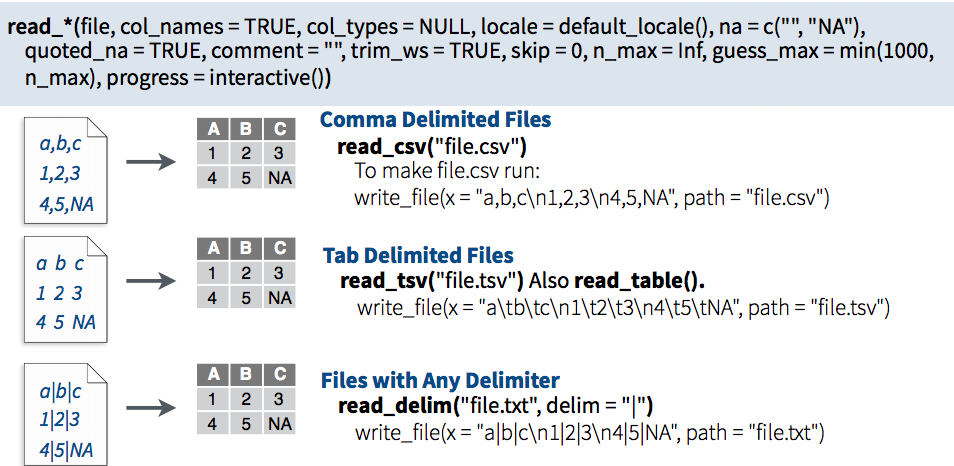 read_*(file, col_names = TRUE, col_types = NULL, locale = default_locale(), na = c("", "NA"),
quoted_na = TRUE, comment = "", trim_ws = TRUE, skip = 0, n_max = Inf, guess_max = min(1000,
n_max), progress = interactive())
a,b,c
1,2,3
4,5,NA
A B C
1 2 3
4 5 NA
Comma Delimited Files
read_csv("file.csv")
To make file.csv run:
write_file(x = "a,b,c\n1,2,3\n4,5,NA", path = "file.csv")
a b c
1 2 3
4 5 NA
A B C
1 2 3
4 5 NA
Tab Delimited Files
read_tsv("file.tsv") Also read_table().
write_file(x = "a\tb\tc\n1\t2\t3\n4\t5\tNA", path = "file.tsv")
a|b|c
1|2|3
4|5|NA
A B C
1 2 3
4 5 NA
Files with Any Delimiter
read_delim("file.txt", delim = "|")
write_file(x = "a|b|c\n1|2|3\n4|5|NA", path = "file.txt")